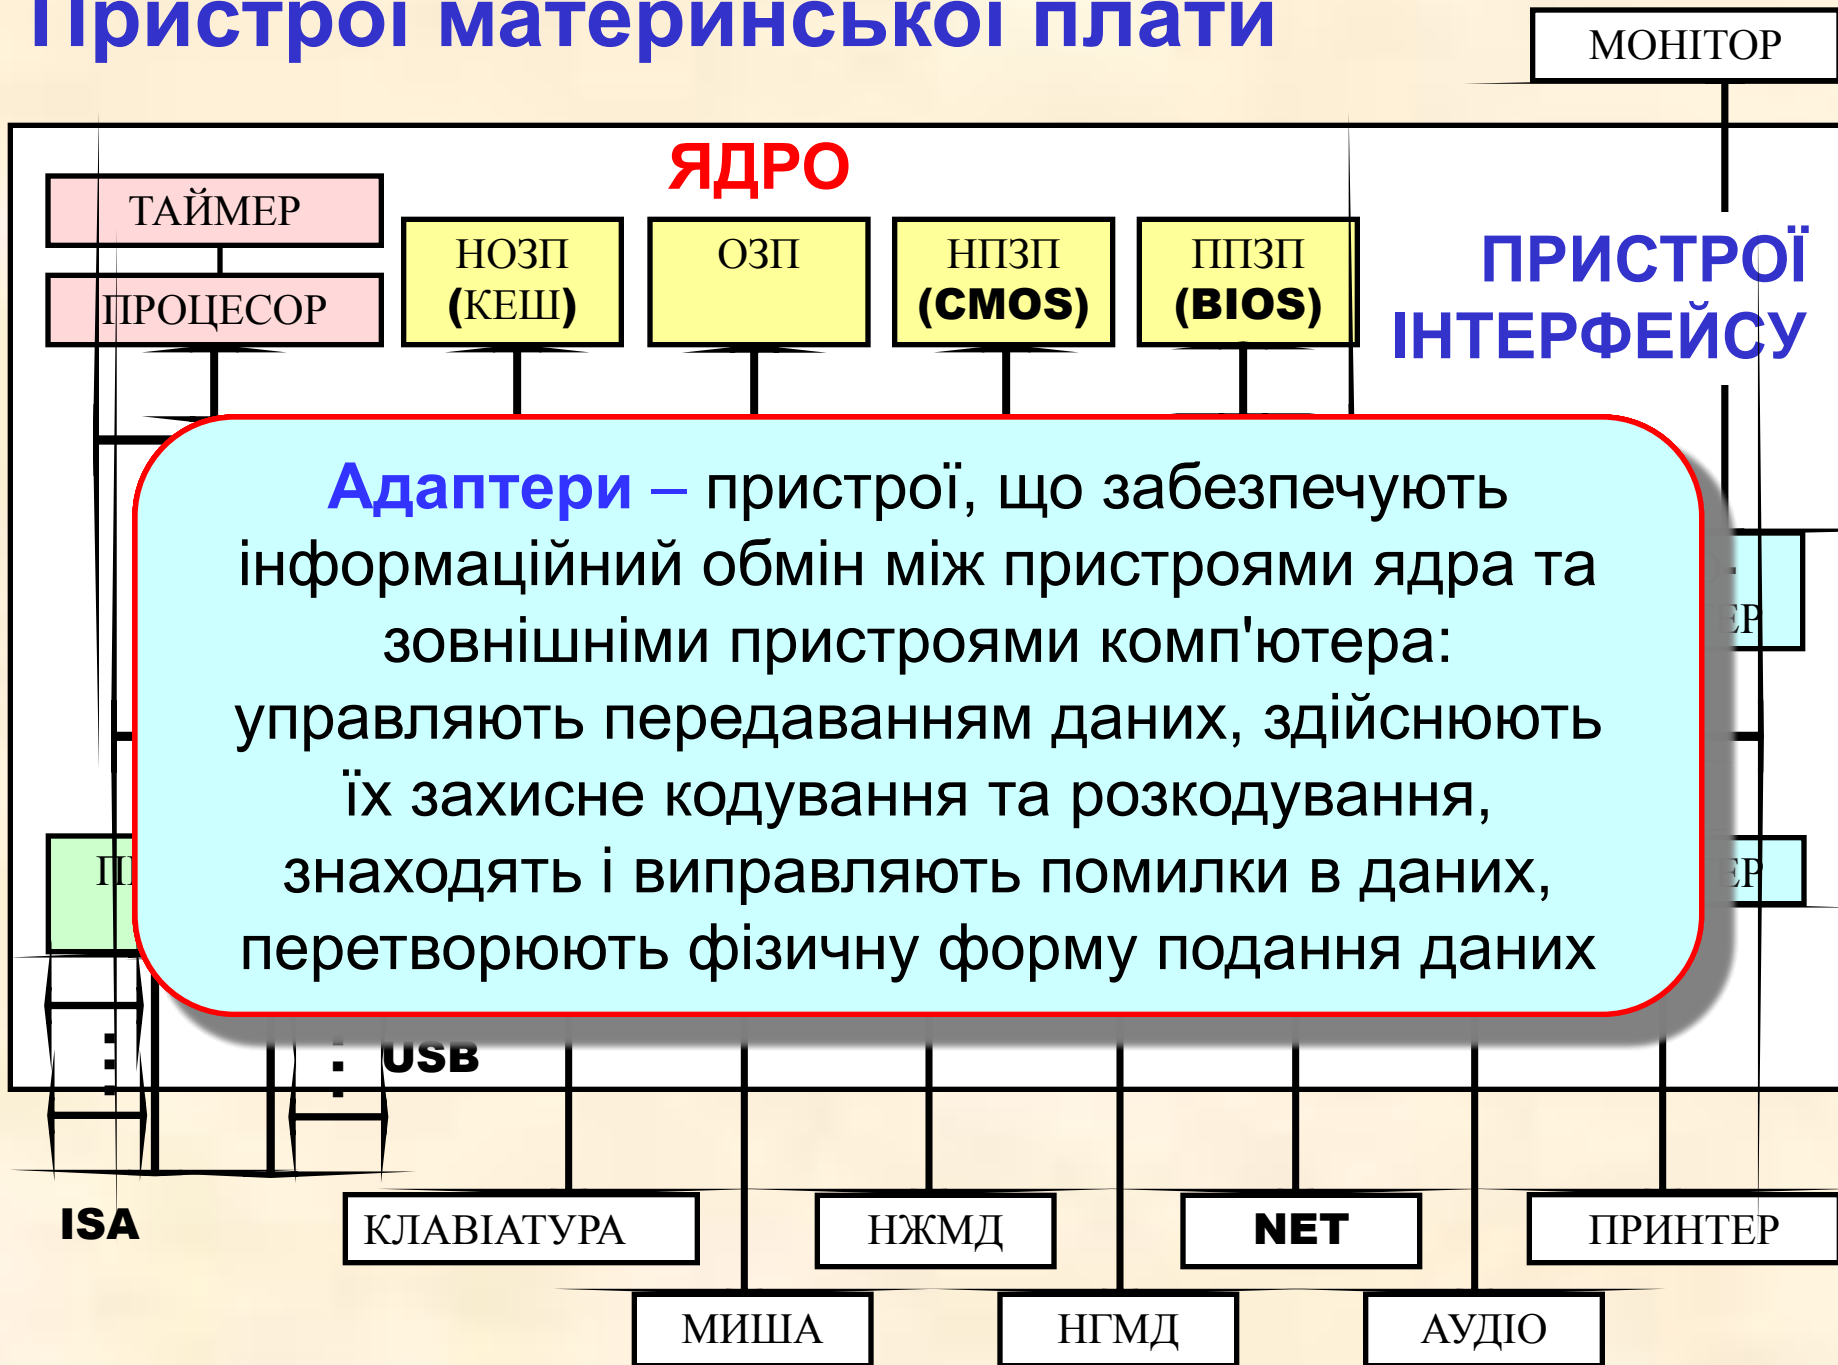 Пристрої материнської плати
МОНІТОР
ЯДРО
ТАЙМЕР
ПРОЦЕСОР
НОЗП
(КЕШ)
ОЗП
НПЗП
(CMOS)
ППЗП
(BIOS)
ПРИСТРОЇ
ІНТЕРФЕЙСУ
Адаптери – пристрої, що забезпечують
інформаційний обмін між пристроями ядра та
зовнішніми пристроями комп'ютера:
управляють передаванням даних, здійснюють
їх захисне кодування та розкодування,
знаходять і виправляють помилки в даних,
перетворюють фізичну форму подання даних
USB
ISA
КЛАВІАТУРА
НЖМД
NET
ПРИНТЕР
МИША
НГМД
АУДІО